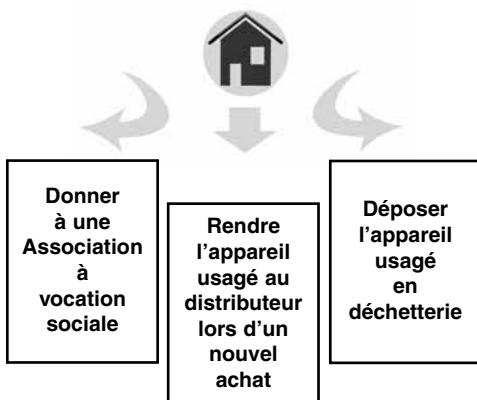 Donner
à une
Association
à
vocation
sociale
Rendre
l'appareil
usagé au
distributeur
lors d'un
nouvel
achat
Déposer
l'appareil
usagé
en
déchetterie